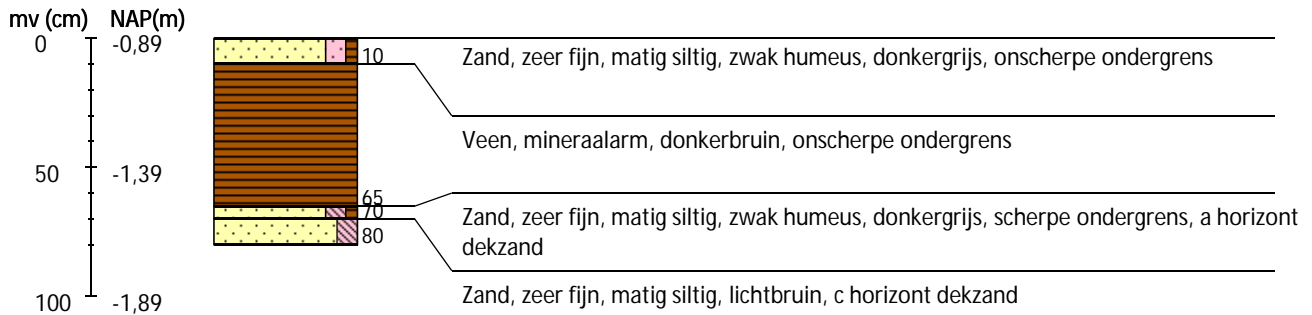 mv (cm) NAP(m)
0 -0,89
10 Zand, zeer fijn, matig siltig, zwak humeus, donkergrijs, onscherpe ondergrens
Veen, mineraalarm, donkerbruin, onscherpe ondergrens
50 -1,39
65
70 Zand, zeer fijn, matig siltig, zwak humeus, donkergrijs, scherpe ondergrens, a horizont
80 dekzand
100 -1,89 Zand, zeer fijn, matig siltig, lichtbruin, c horizont dekzand